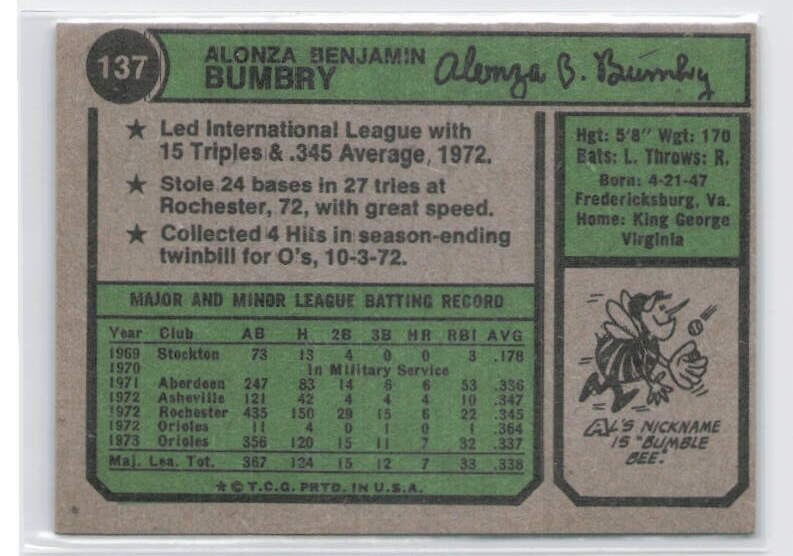 137
ALONZA BENJAMIN
BUMBRY
Alonza B. Bumbry
★ Led International League with
15 Triples & .345 Average, 1972.
★ Stole 24 bases in 27 tries at
Rochester, 72, with great speed.
★ Collected 4 Hits in season-ending
twinbill for O's, 10-3-72.
Hgt: 5'8" Wgt: 170
Bats: L. Throws: R.
Born: 4-21-47
Fredericksburg, Va.
Home: King George
Virginia
MAJOR AND MINOR LEAGUE BATTING RECORD
Year Club AB H 2B 3B HR RBI AVG
1969 Stockton 73 13 4 0 0 3 .178
1970 In Military Service
1971 Aberdeen 247 83 14 6 6 53 .336
1972 Asheville 121 42 4 4 4 10 .347
1972 Rochester 435 150 29 15 6 22 .345
1972 Orioles 11 4 0 1 0 1 .364
1973 Orioles 356 120 15 11 7 32 .337
Maj. Lea. Tot. 367 124 15 12 7 33 .338
★ © T.C.G. PRTD. IN U.S.A.
AL'S NICKNAME
IS "BUMBLE
BEE."